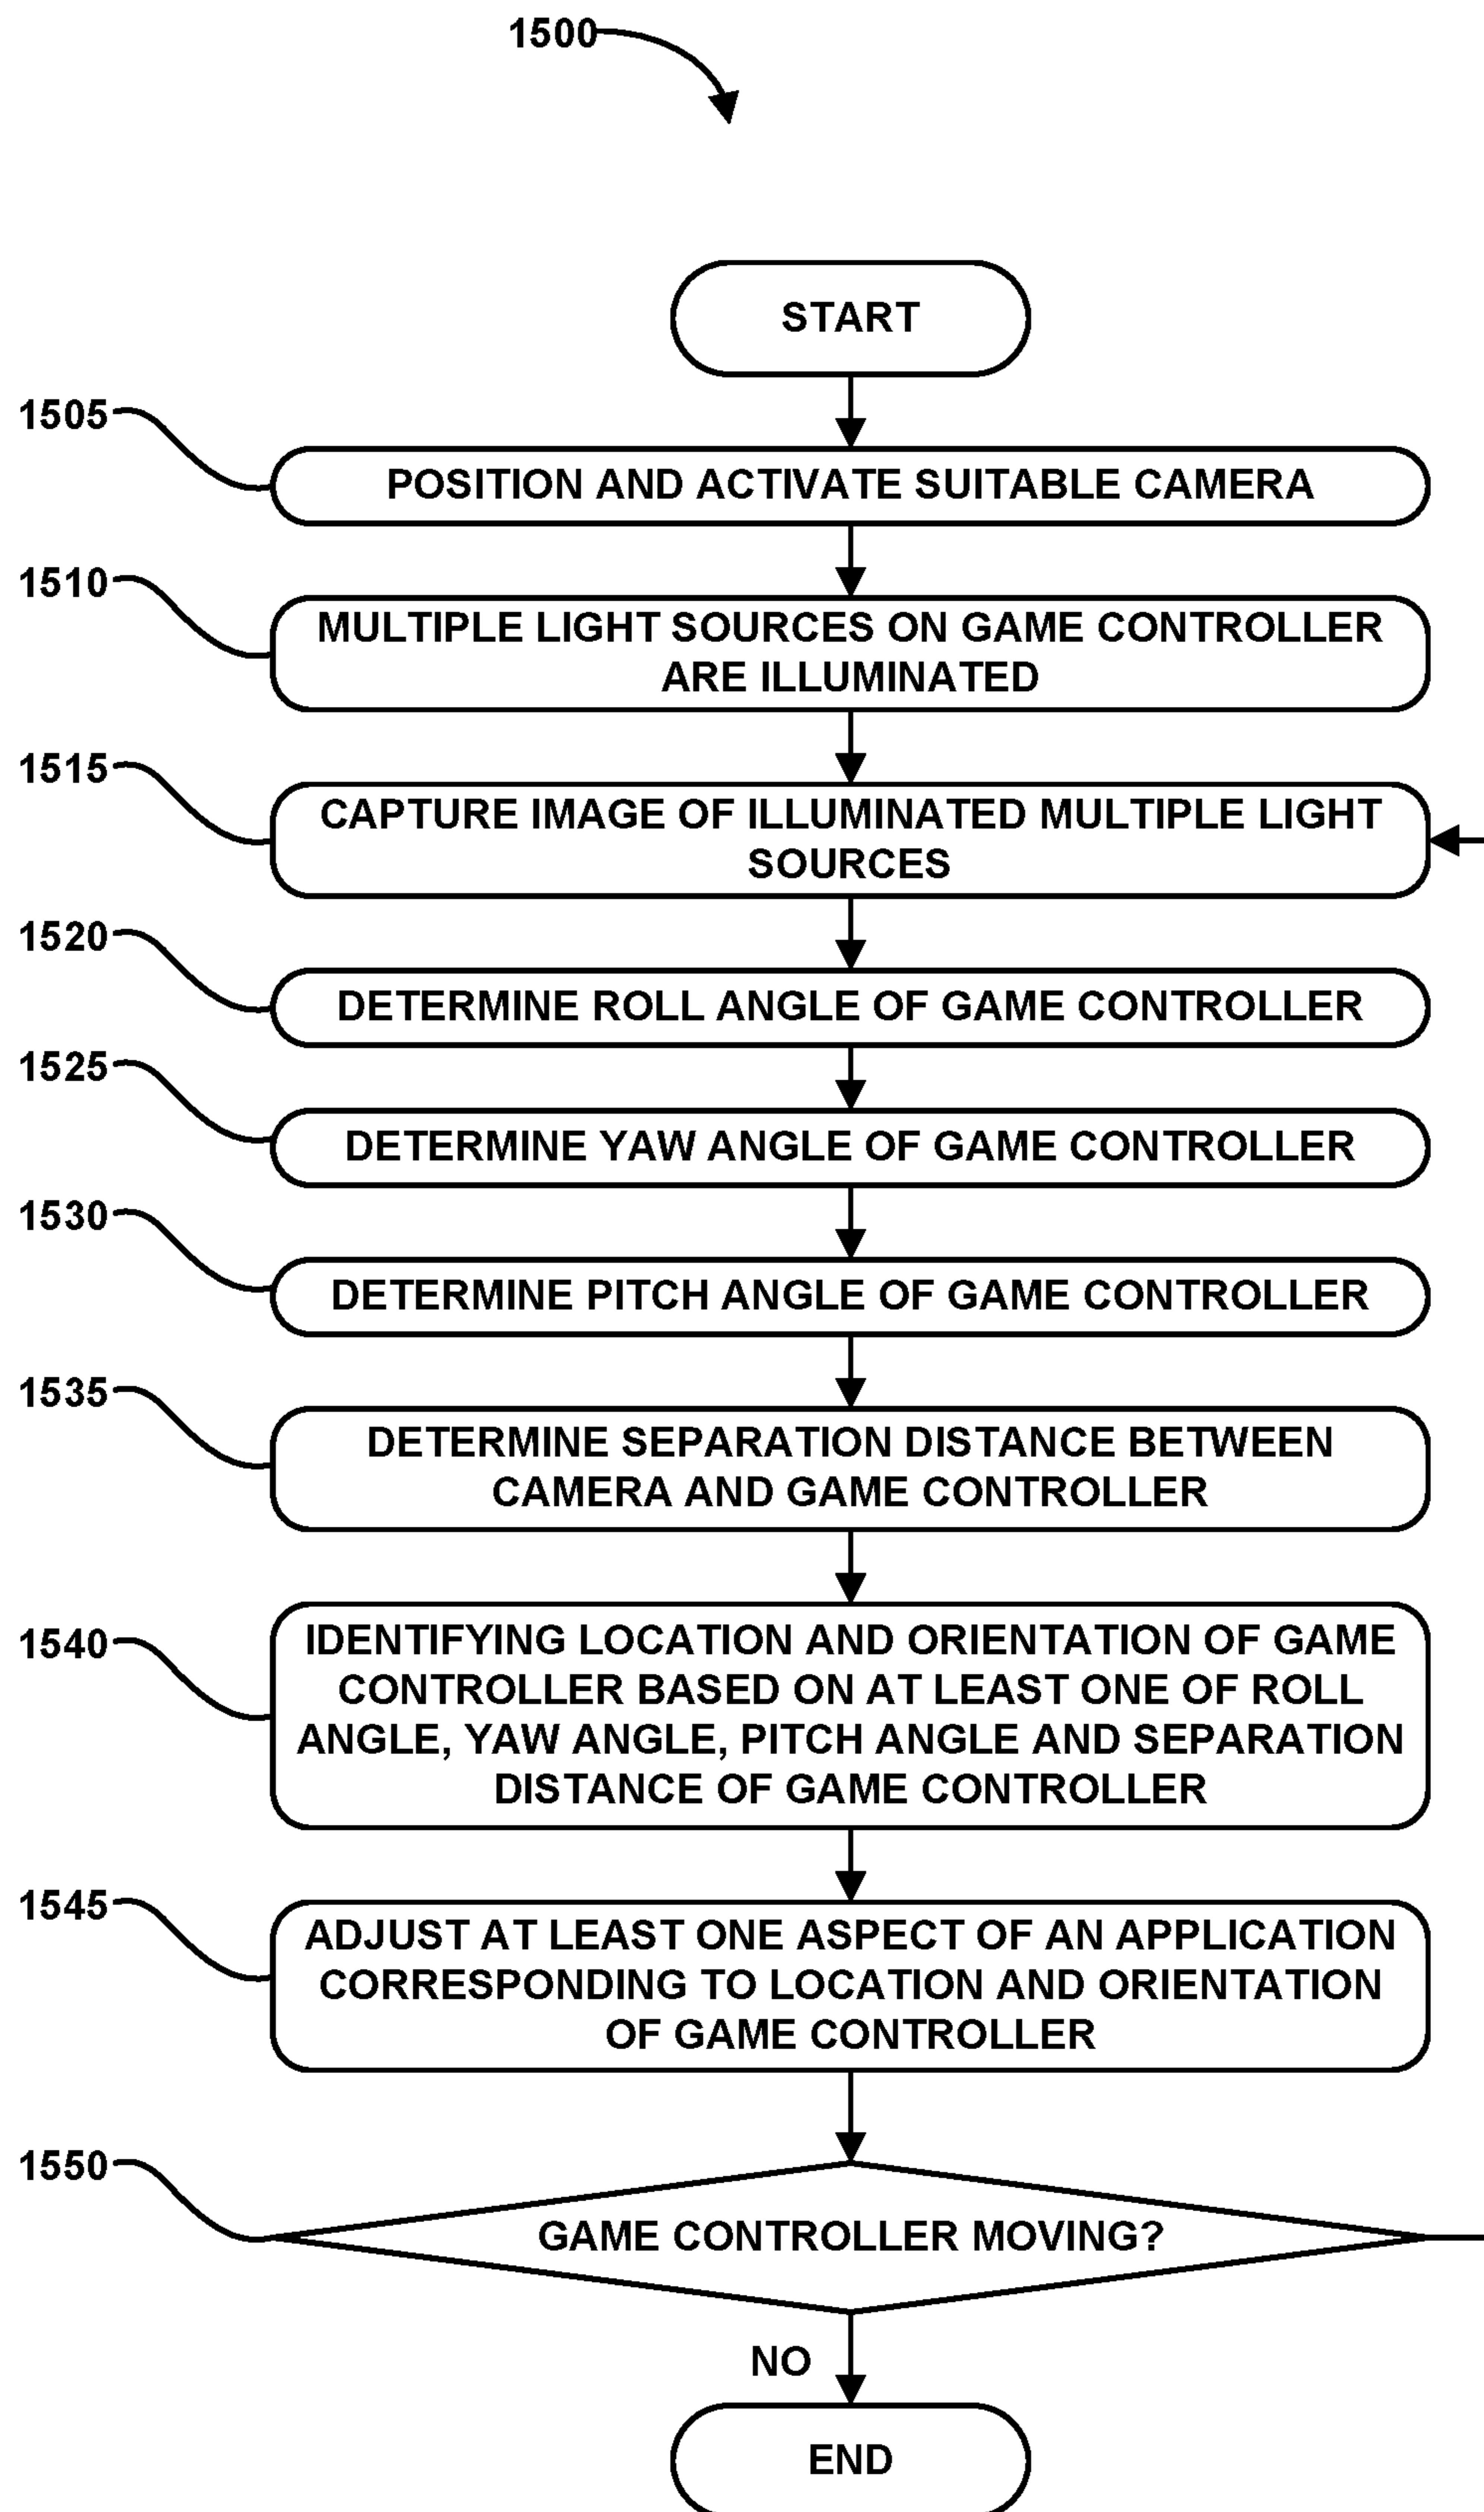 1500
START
1505
POSITION AND ACTIVATE SUITABLE CAMERA
1510
MULTIPLE LIGHT SOURCES ON GAME CONTROLLER
ARE ILLUMINATED
1515
CAPTURE IMAGE OF ILLUMINATED MULTIPLE LIGHT
SOURCES
1520
DETERMINE ROLL ANGLE OF GAME CONTROLLER
1525
DETERMINE YAW ANGLE OF GAME CONTROLLER
1530
DETERMINE PITCH ANGLE OF GAME CONTROLLER
1535
DETERMINE SEPARATION DISTANCE BETWEEN
CAMERA AND GAME CONTROLLER
1540
IDENTIFYING LOCATION AND ORIENTATION OF GAME
CONTROLLER BASED ON AT LEAST ONE OF ROLL
ANGLE, YAW ANGLE, PITCH ANGLE AND SEPARATION
DISTANCE OF GAME CONTROLLER
1545
ADJUST AT LEAST ONE ASPECT OF AN APPLICATION
CORRESPONDING TO LOCATION AND ORIENTATION
OF GAME CONTROLLER
1550
GAME CONTROLLER MOVING?
NO
END